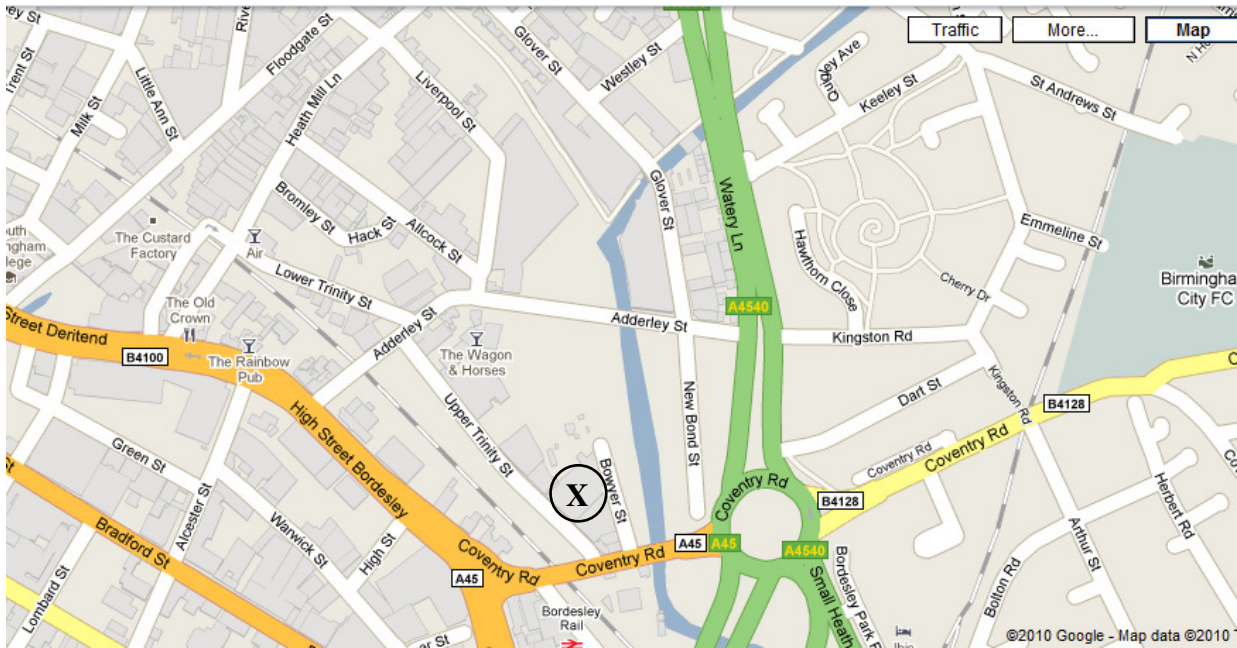 Traffic
More...
Map
Trent St
Milk St
Little Ann St
Floodgate St
Heath Mill Ln
Liverpool St
Glover St
Westley St
Keeley St
St Andrews St
Watery Ln
Glover St
Bromley St
Hack St
Allcock St
Hawthorn Close
Emmeline St
Cherry Dr
The Custard
Factory
Air
Birmingha
City FC
Lower Trinity St
The Old
Crown
Street Deritend
B4100
The Rainbow
Pub
Adderley St
Adderley St
A4540
Kingston Rd
The Wagon
& Horses
Dart St
Kingston Rd
B4128
New Bond St
Upper Trinity St
High Street Bordesley
Green St
Coventry Rd
Coventry Rd
Bowyer St
X
Coventry Rd
B4128
Herbert Rd
Alcester St
Bradford St
Warwick St
High St
Coventry Rd
A45
Coventry Rd
A45
A45
A4540
Arthur St
Bolton Rd
Lombard St
Bordesley
Rail
Small Heath
Bordesley Park R
©2010 Google - Map data ©2010 T